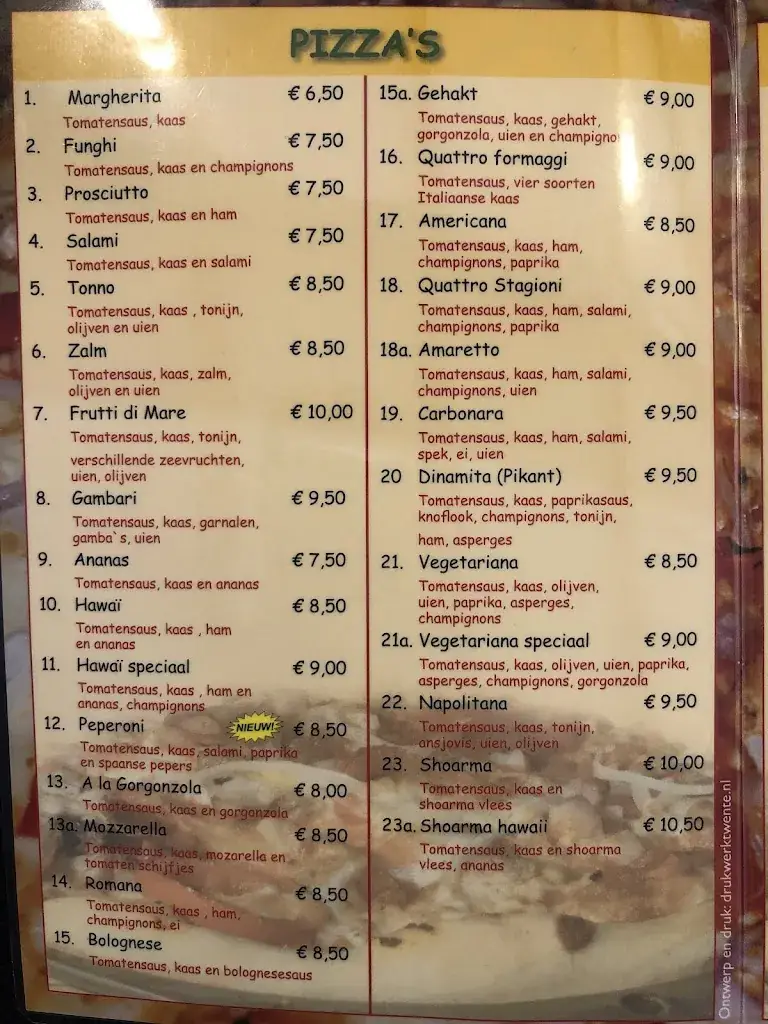 PIZZA'S
1. Margherita € 6,50
Tomatensaus, kaas
2. Funghi € 7,50
Tomatensaus, kaas en champignons
3. Prosciutto € 7,50
Tomatensaus, kaas en ham
4. Salami € 7,50
Tomatensaus, kaas en salami
5. Tonno € 8,50
Tomatensaus, kaas , tonijn,
olijven en uien
6. Zalm € 8,50
Tomatensaus, kaas, zalm,
olijven en uien
7. Frutti di Mare € 10,00
Tomatensaus, kaas, tonijn,
verschillende zeevruchten,
uien, olijven
8. Gambari € 9,50
Tomatensaus, kaas, garnalen,
gamba`s, uien
9. Ananas € 7,50
Tomatensaus, kaas en ananas
10. Hawaï € 8,50
Tomatensaus, kaas , ham
en ananas
11. Hawaï speciaal € 9,00
Tomatensaus, kaas , ham en
ananas, champignons
12. Peperoni NIEUW! € 8,50
Tomatensaus, kaas, salami, paprika
en spaanse pepers
13. A la Gorgonzola € 8,00
Tomatensaus, kaas en gorgonzola
13a. Mozzarella € 8,50
Tomatensaus, kaas, mozarella en
tomaten schijfjes
14. Romana € 8,50
Tomatensaus, kaas , ham,
champignons, ei
15. Bolognese € 8,50
Tomatensaus, kaas en bolognesesaus
15a. Gehakt € 9,00
Tomatensaus, kaas, gehakt,
gorgonzola, uien en champigno
16. Quattro formaggi € 9,00
Tomatensaus, vier soorten
Italiaanse kaas
17. Americana € 8,50
Tomatensaus, kaas, ham,
champignons, paprika
18. Quattro Stagioni € 9,00
Tomatensaus, kaas, ham, salami,
champignons, paprika
18a. Amaretto € 9,00
Tomatensaus, kaas, ham, salami,
champignons, uien
19. Carbonara € 9,50
Tomatensaus, kaas, ham, salami,
spek, ei, uien
20 Dinamita (Pikant) € 9,50
Tomatensaus, kaas, paprikasaus,
knoflook, champignons, tonijn,
ham, asperges
21. Vegetariana € 8,50
Tomatensaus, kaas, olijven,
uien, paprika, asperges,
champignons
21a. Vegetariana speciaal € 9,00
Tomatensaus, kaas, olijven, uien, paprika,
asperges, champignons, gorgonzola
22. Napolitana € 9,50
Tomatensaus, kaas, tonijn,
ansjovis, uien, olijven
23. Shoarma € 10,00
Tomatensaus, kaas en
shoarma vlees
23a. Shoarma hawaii € 10,50
Tomatensaus, kaas en shoarma
vlees, ananas
Ontwerp en druk: drukwerktwente.nl